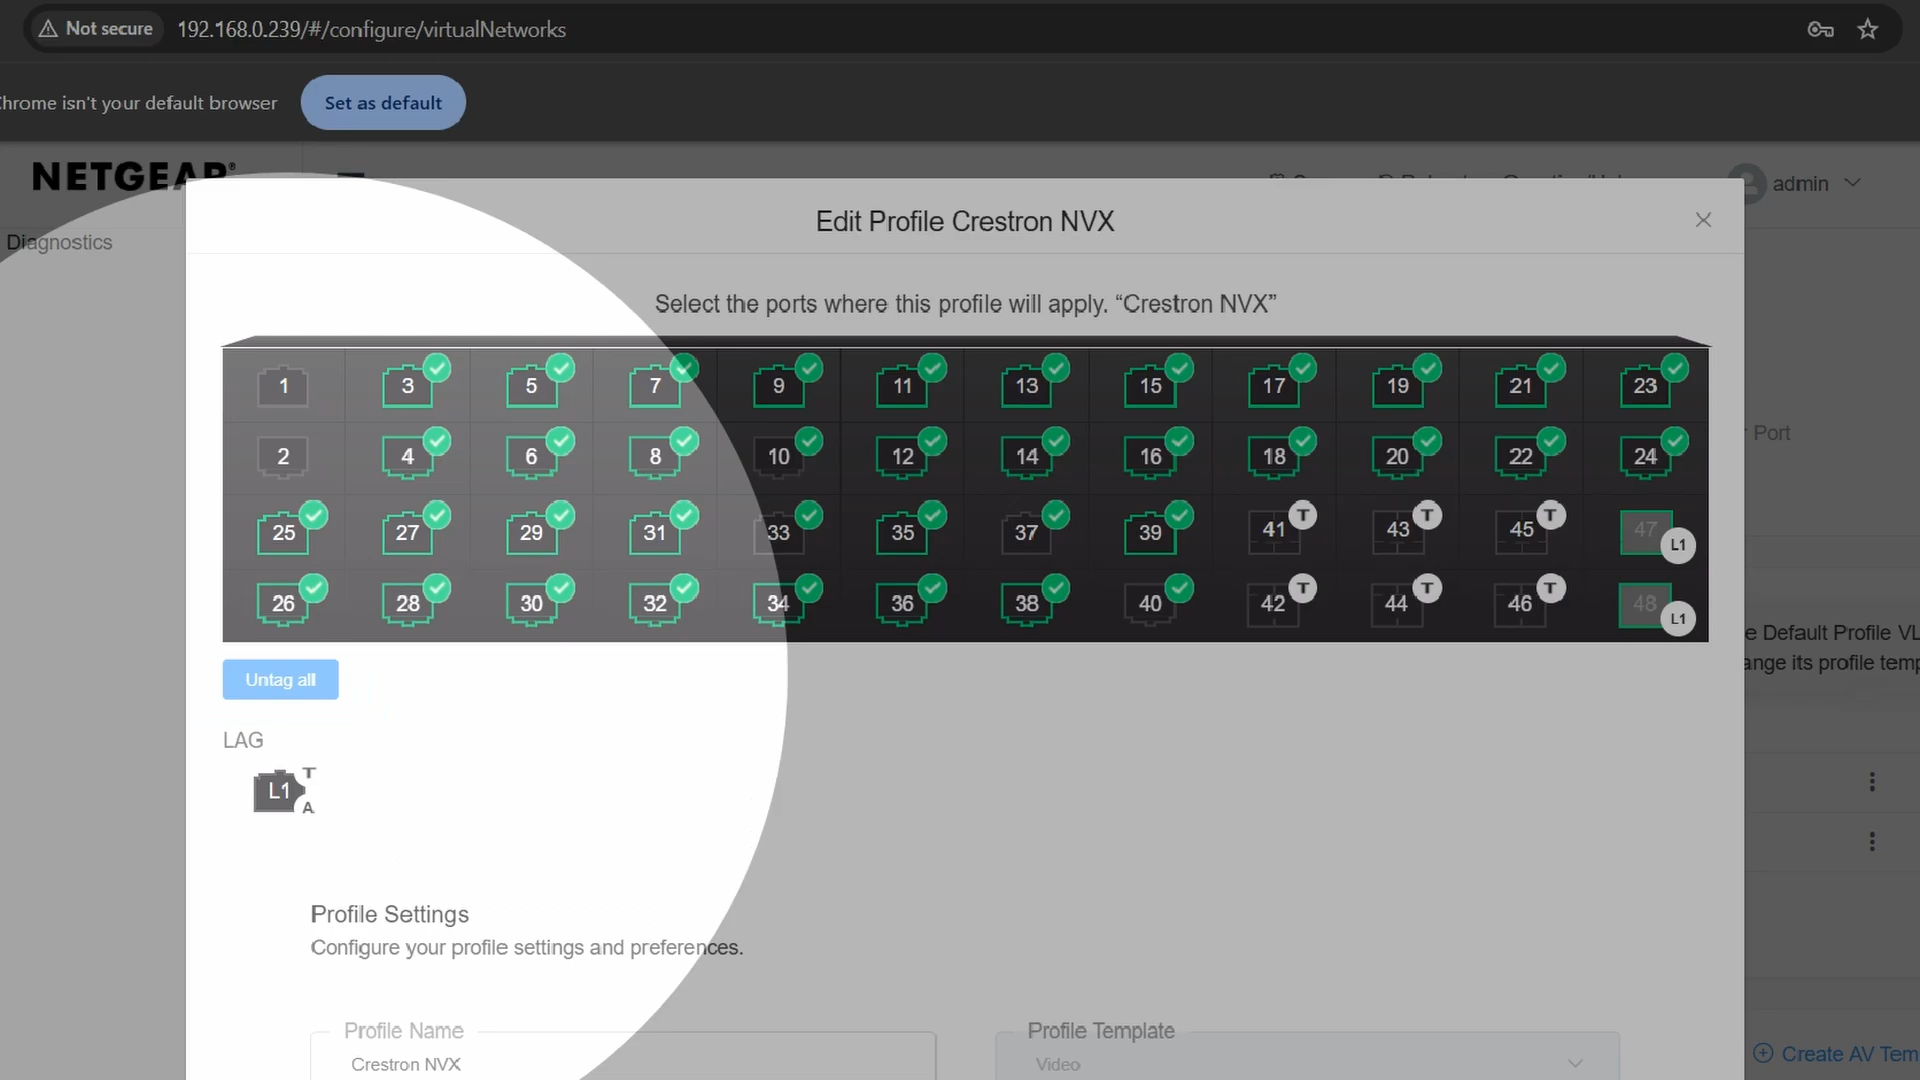 Not secure
192.168.0.239/#/configure/virtualNetworks
hrome isn't your default browser
Set as default
NETGEAR®
admin
Diagnostics
Edit Profile Crestron NVX
Select the ports where this profile will apply. “Crestron NVX”
1 3 5 7 9 11 13 15 17 19 21 23
2 4 6 8 10 12 14 16 18 20 22 24
25 27 29 31 33 35 37 39 41 T 43 T 45 T 47 L1
26 28 30 32 34 36 38 40 42 T 44 T 46 T 48 L1
Port
Untag all
e Default Profile VL
ange its profile temp
LAG
L1 T A
Profile Settings
Configure your profile settings and preferences.
Profile Name
Crestron NVX
Profile Template
Video
Create AV Tem